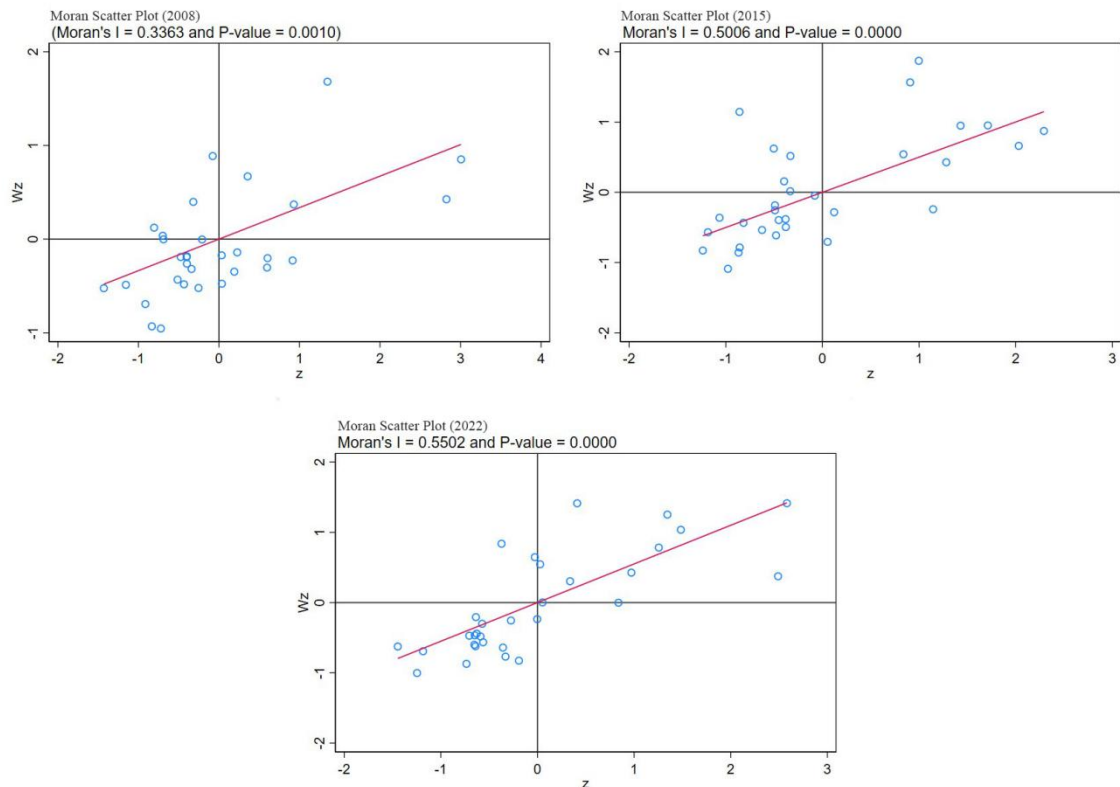 Moran Scatter Plot (2008)
(Moran's I = 0.3363 and P-value = 0.0010)
2
1
0
-1
Wz
-2
-1
0
1
2
3
4
z
Moran Scatter Plot (2015)
Moran's I = 0.5006 and P-value = 0.0000
2
1
0
-1
-2
Wz
-2
-1
0
1
2
3
z
Moran Scatter Plot (2022)
Moran's I = 0.5502 and P-value = 0.0000
2
1
0
-1
-2
Wz
-2
-1
0
1
2
3
z